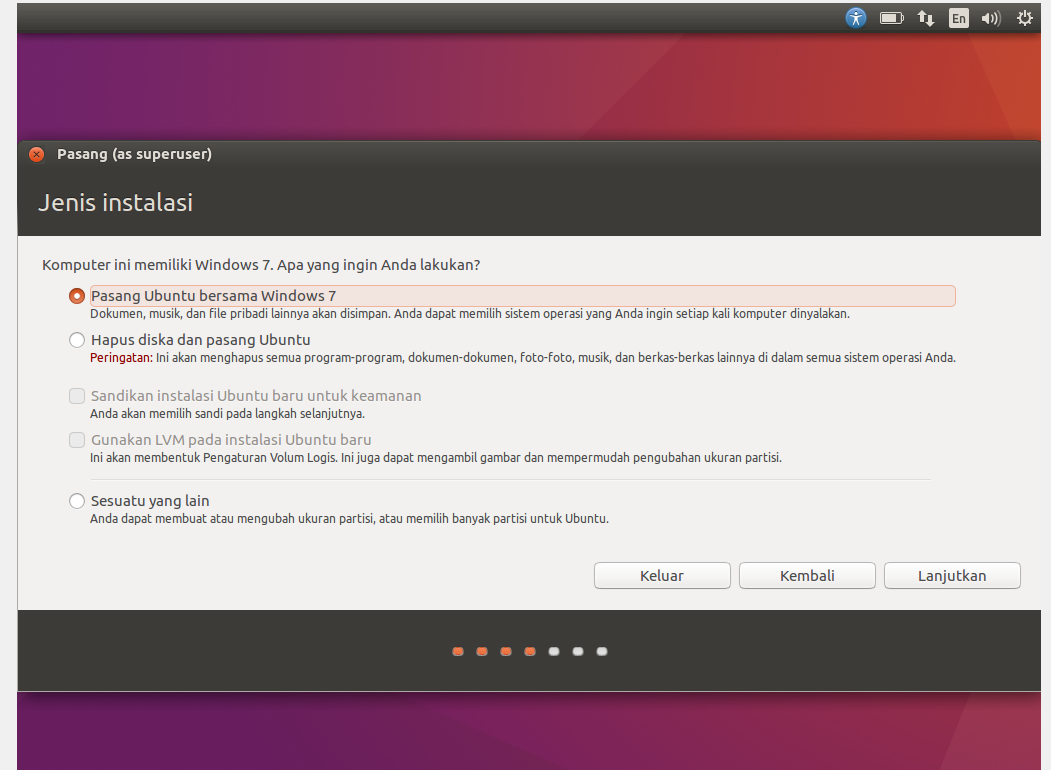 En
Pasang (as superuser)
Jenis instalasi
Komputer ini memiliki Windows 7. Apa yang ingin Anda lakukan?
Pasang Ubuntu bersama Windows 7
Dokumen, musik, dan file pribadi lainnya akan disimpan. Anda dapat memilih sistem operasi yang Anda ingin setiap kali komputer dinyalakan.
Hapus diska dan pasang Ubuntu
Peringatan: Ini akan menghapus semua program-program, dokumen-dokumen, foto-foto, musik, dan berkas-berkas lainnya di dalam semua sistem operasi Anda.
Sandikan instalasi Ubuntu baru untuk keamanan
Anda akan memilih sandi pada langkah selanjutnya.
Gunakan LVM pada instalasi Ubuntu baru
Ini akan membentuk Pengaturan Volum Logis. Ini juga dapat mengambil gambar dan mempermudah pengubahan ukuran partisi.
Sesuatu yang lain
Anda dapat membuat atau mengubah ukuran partisi, atau memilih banyak partisi untuk Ubuntu.
Keluar
Kembali
Lanjutkan